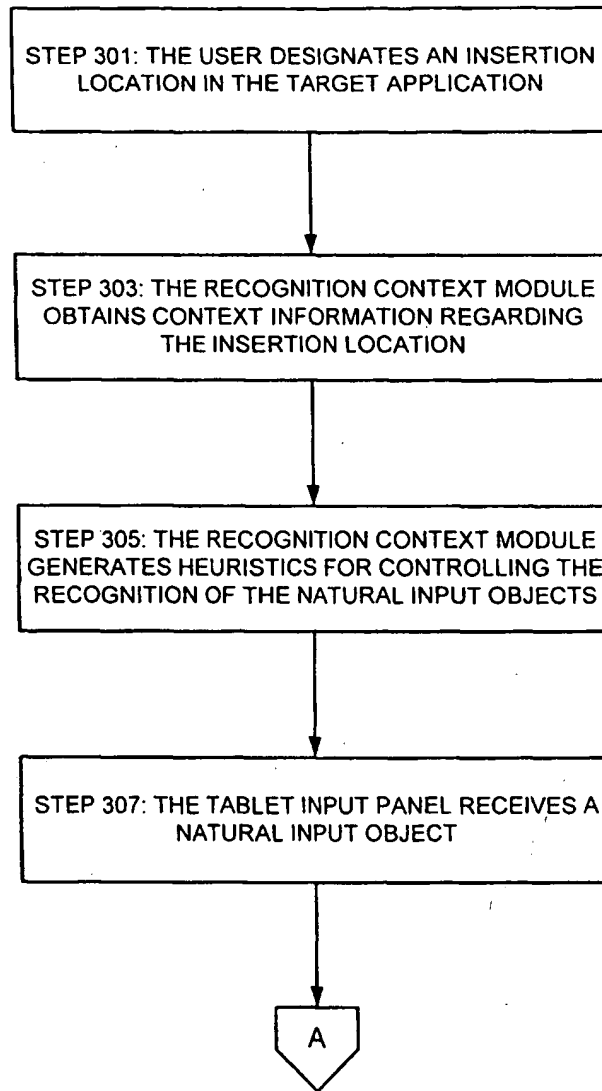 STEP 301: THE USER DESIGNATES AN INSERTION
LOCATION IN THE TARGET APPLICATION
STEP 303: THE RECOGNITION CONTEXT MODULE
OBTAINS CONTEXT INFORMATION REGARDING
THE INSERTION LOCATION
STEP 305: THE RECOGNITION CONTEXT MODULE
GENERATES HEURISTICS FOR CONTROLLING THE
RECOGNITION OF THE NATURAL INPUT OBJECTS
STEP 307: THE TABLET INPUT PANEL RECEIVES A
NATURAL INPUT OBJECT
A